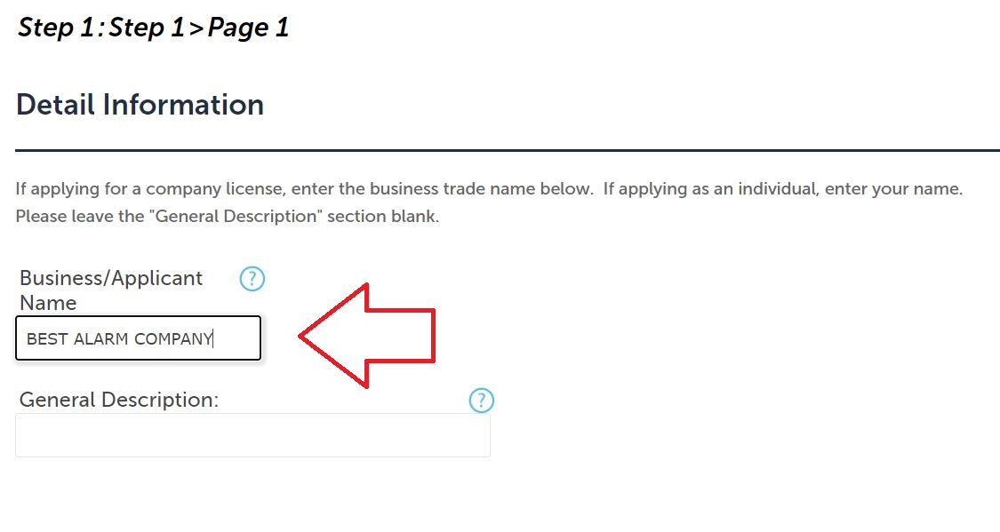 Step 1: Step 1 > Page 1
Detail Information
If applying for a company license, enter the business trade name below.  If applying as an individual, enter your name.
Please leave the "General Description" section blank.
Business/Applicant ?
Name
BEST ALARM COMPANY
General Description: ?